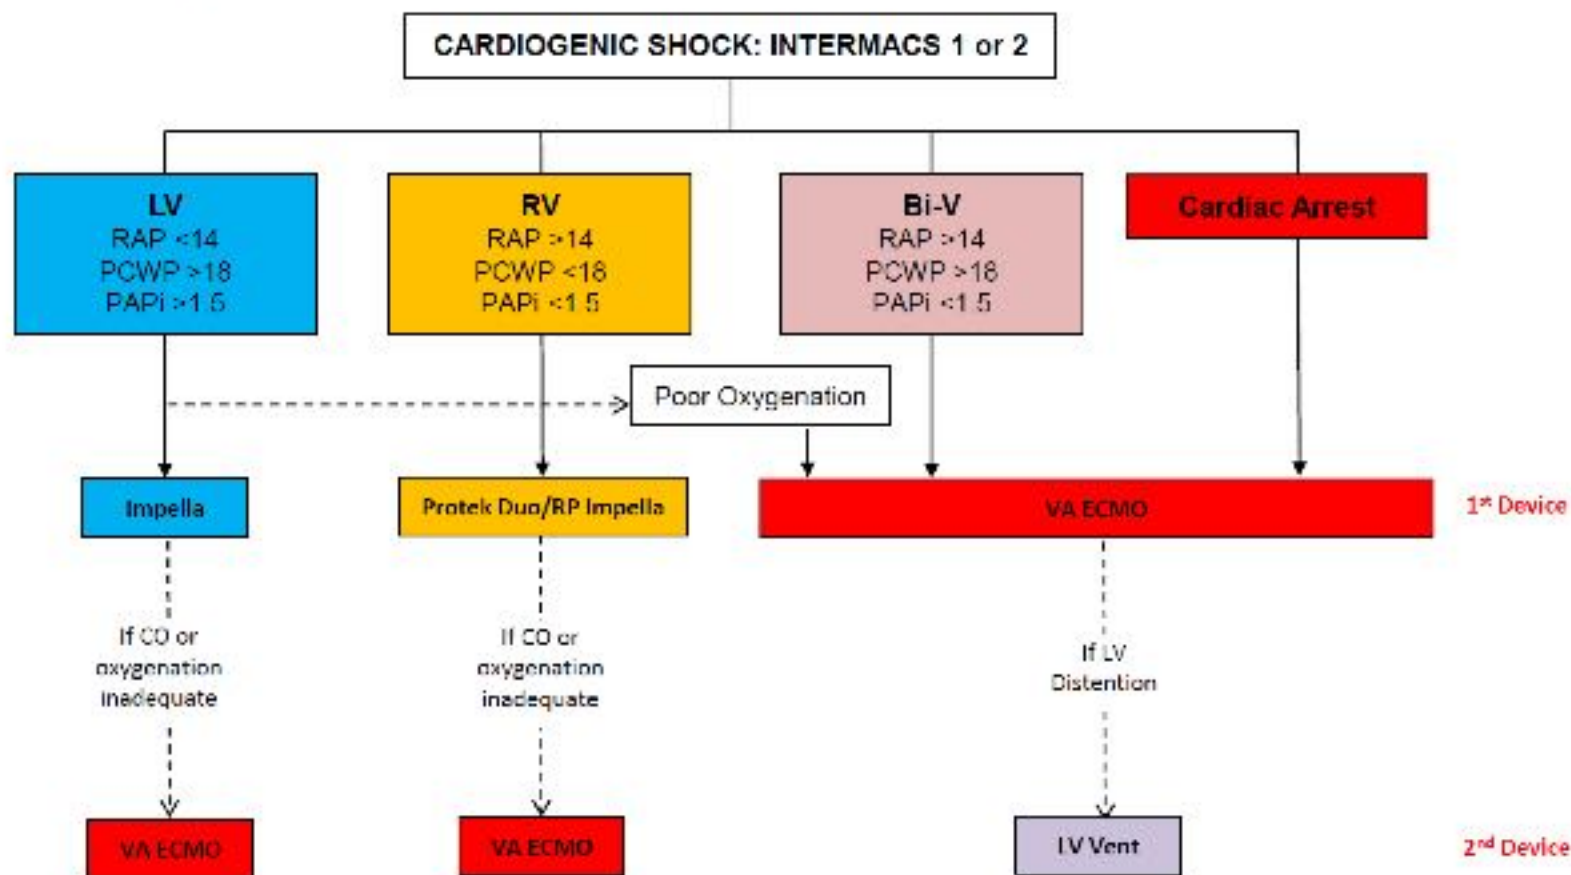 CARDIOGENIC SHOCK: INTERMACS 1 or 2
LV
RAP <14
PCWP >18
PAPi >1.5
RV
RAP >14
PCWP <18
PAPi <1.5
Bi-V
RAP >14
PCWP >18
PAPi <1.5
Cardiac Arrest
Poor Oxygenation
Impella
Protek Duo/RP Impella
VA ECMO
1st Device
If CO or
oxygenation
inadequate
If CO or
oxygenation
inadequate
If LV
Distention
VA ECMO
VA ECMO
LV Vent
2nd Device